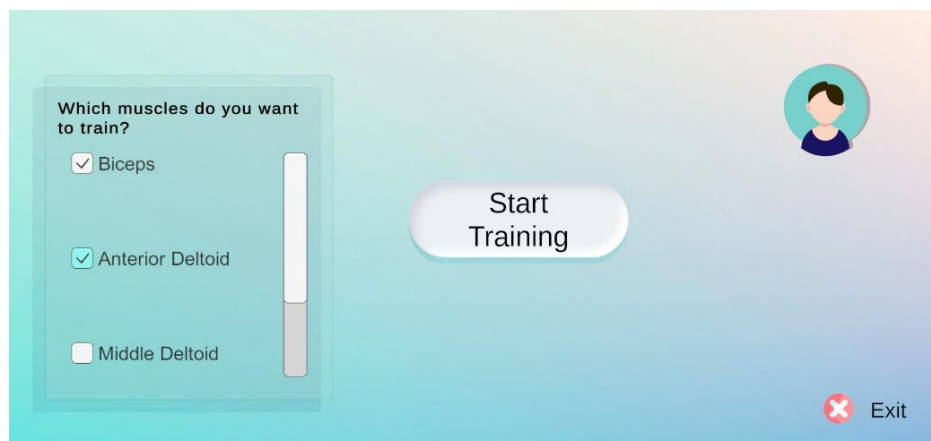 Which muscles do you want
to train?
Biceps
Anterior Deltoid
Middle Deltoid
Start
Training
Exit